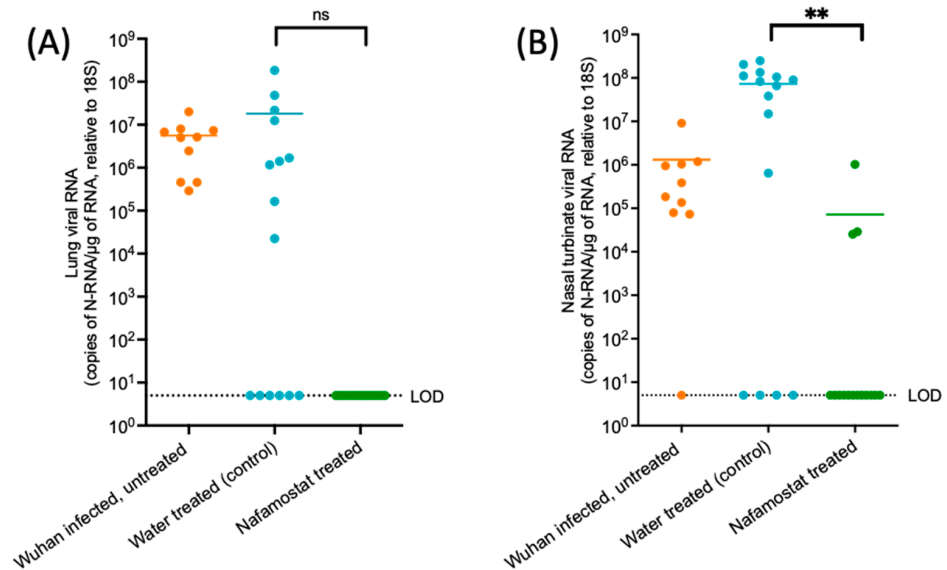 (A)
ns
Lung viral RNA
(copies of N-RNA/µg of RNA, relative to 18S)
10⁹
10⁸
10⁷
10⁶
10⁵
10⁴
10³
10²
10¹
10⁰
LOD
Wuhan infected, untreated
Water treated (control)
Nafamostat treated
(B)
**
Nasal turbinate viral RNA
(copies of N-RNA/µg of RNA, relative to 18S)
10⁹
10⁸
10⁷
10⁶
10⁵
10⁴
10³
10²
10¹
10⁰
LOD
Wuhan infected, untreated
Water treated (control)
Nafamostat treated